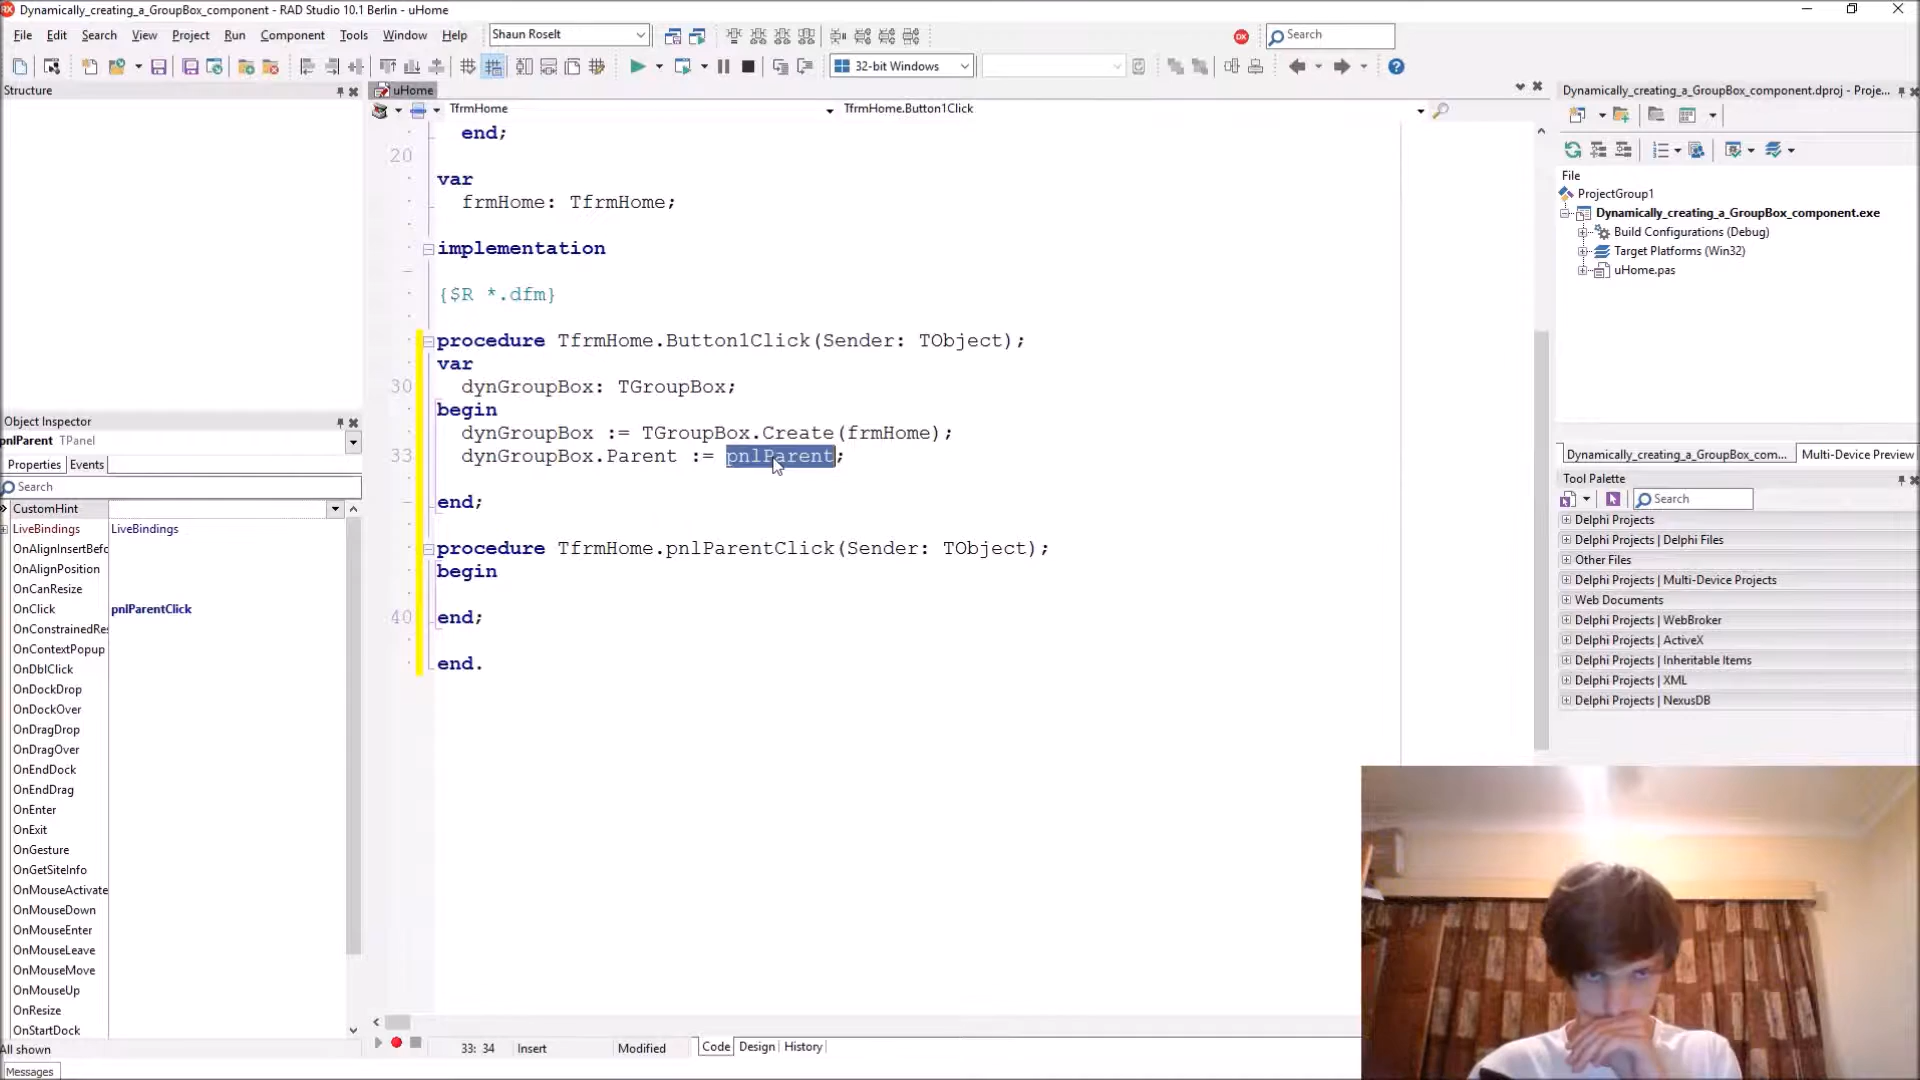 Dynamically_creating_a_GroupBox_component - RAD Studio 10.1 Berlin - uHome
File Edit Search View Project Run Component Tools Window Help
Shaun Roselt
Search
32-bit Windows
Structure
uHome
TfrmHome
TfrmHome.Button1Click
end;
20
var
frmHome: TfrmHome;
implementation
{$R *.dfm}
procedure TfrmHome.Button1Click(Sender: TObject);
var
30 dynGroupBox: TGroupBox;
begin
dynGroupBox := TGroupBox.Create(frmHome);
33 dynGroupBox.Parent := pnlParent;
end;
procedure TfrmHome.pnlParentClick(Sender: TObject);
begin
40 end;
end.
Object Inspector
pnlParent TPanel
Properties Events
Search
CustomHint
LiveBindings LiveBindings
OnAlignInsertBefo
OnAlignPosition
OnCanResize
OnClick pnlParentClick
OnConstrainedRes
OnContextPopup
OnDblClick
OnDockDrop
OnDockOver
OnDragDrop
OnDragOver
OnEndDock
OnEndDrag
OnEnter
OnExit
OnGesture
OnGetSiteInfo
OnMouseActivate
OnMouseDown
OnMouseEnter
OnMouseLeave
OnMouseMove
OnMouseUp
OnResize
OnStartDock
All shown
Messages
33: 34 Insert Modified Code Design History
Dynamically_creating_a_GroupBox_component.dproj - Proje...
File
ProjectGroup1
Dynamically_creating_a_GroupBox_component.exe
Build Configurations (Debug)
Target Platforms (Win32)
uHome.pas
Dynamically_creating_a_GroupBox_com... Multi-Device Preview
Tool Palette
Search
Delphi Projects
Delphi Projects | Delphi Files
Other Files
Delphi Projects | Multi-Device Projects
Web Documents
Delphi Projects | WebBroker
Delphi Projects | ActiveX
Delphi Projects | Inheritable Items
Delphi Projects | XML
Delphi Projects | NexusDB